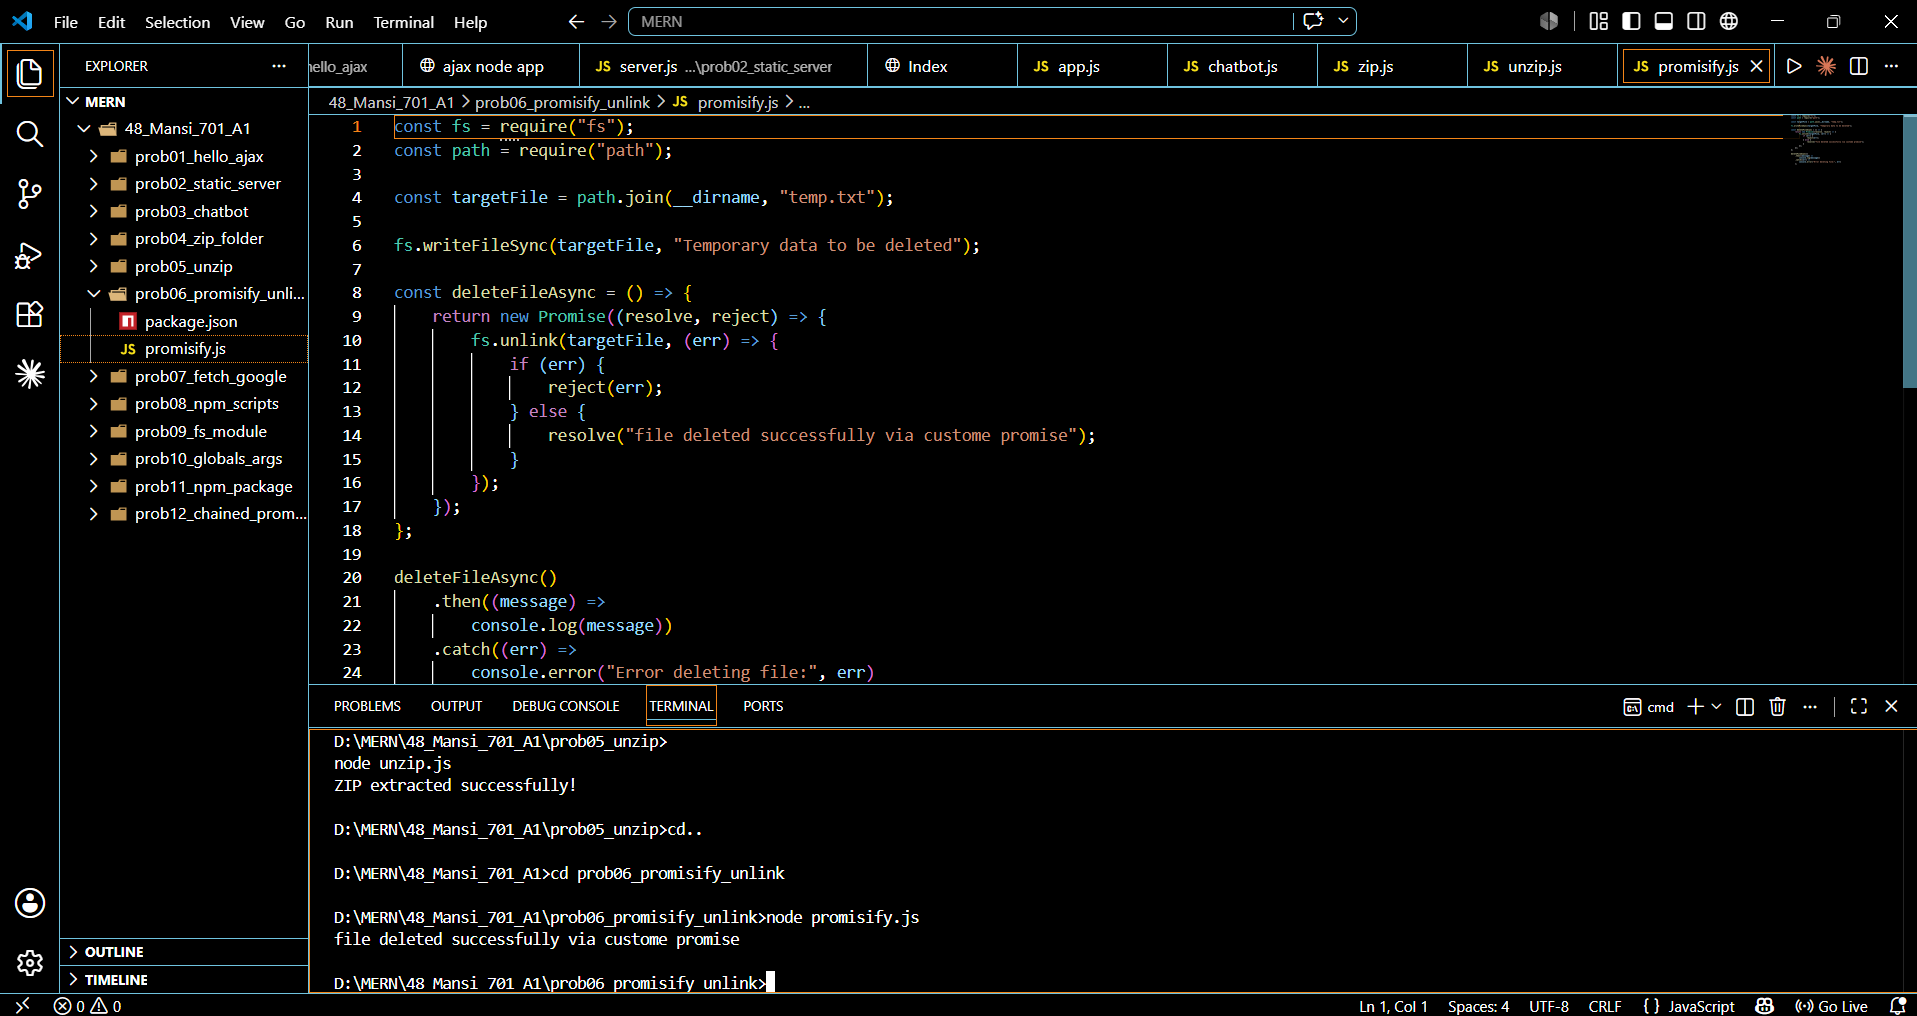 File Edit Selection View Go Run Terminal Help
MERN
EXPLORER
hello_ajax
ajax node app
JS server.js ...\prob02_static_server
Index
JS app.js
JS chatbot.js
JS zip.js
JS unzip.js
JS promisify.js
MERN
48_Mansi_701_A1
prob01_hello_ajax
prob02_static_server
prob03_chatbot
prob04_zip_folder
prob05_unzip
prob06_promisify_unli...
package.json
JS promisify.js
prob07_fetch_google
prob08_npm_scripts
prob09_fs_module
prob10_globals_args
prob11_npm_package
prob12_chained_prom...
OUTLINE
TIMELINE
48_Mansi_701_A1 > prob06_promisify_unlink > JS promisify.js > ...
1 const fs = require("fs");
2 const path = require("path");
3
4 const targetFile = path.join(__dirname, "temp.txt");
5
6 fs.writeFileSync(targetFile, "Temporary data to be deleted");
7
8 const deleteFileAsync = () => {
9 return new Promise((resolve, reject) => {
10 fs.unlink(targetFile, (err) => {
11 if (err) {
12 reject(err);
13 } else {
14 resolve("file deleted successfully via custome promise");
15 }
16 });
17 });
18 };
19
20 deleteFileAsync()
21 .then((message) =>
22 console.log(message))
23 .catch((err) =>
24 console.error("Error deleting file:", err)
PROBLEMS OUTPUT DEBUG CONSOLE TERMINAL PORTS
cmd
D:\MERN\48_Mansi_701_A1\prob05_unzip>
node unzip.js
ZIP extracted successfully!
D:\MERN\48_Mansi_701_A1\prob05_unzip>cd..
D:\MERN\48_Mansi_701_A1>cd prob06_promisify_unlink
D:\MERN\48_Mansi_701_A1\prob06_promisify_unlink>node promisify.js
file deleted successfully via custome promise
D:\MERN\48_Mansi_701_A1\prob06_promisify_unlink>
0 0
Ln 1, Col 1 Spaces: 4 UTF-8 CRLF { } JavaScript Go Live